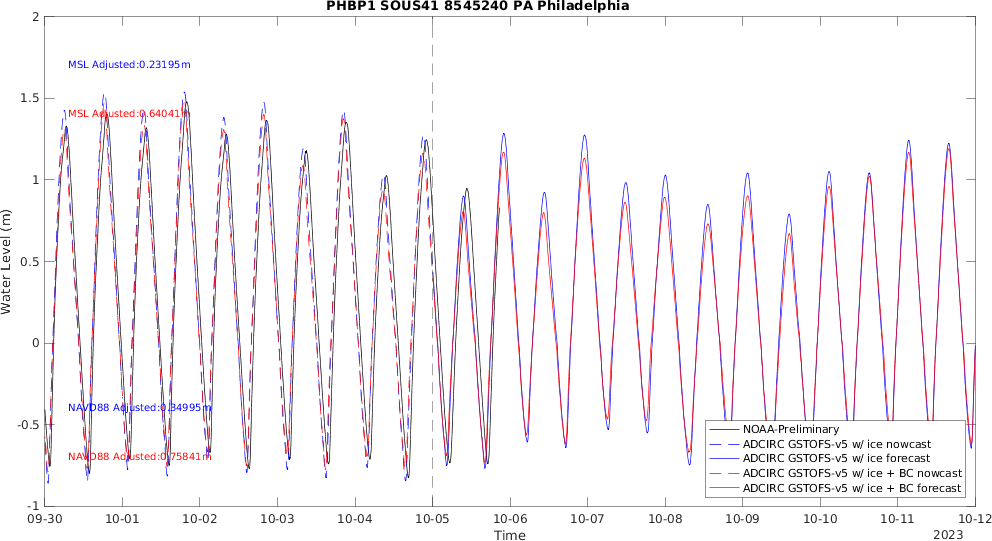 PHBP1 SOUS41 8545240 PA Philadelphia
2
1.5
1
0.5
0
-0.5
-1
Water Level (m)
MSL Adjusted:0.23195m
MSL Adjusted:0.64041m
NAVD88 Adjusted:0.34995m
NAVD88 Adjusted:0.75841m
NOAA-Preliminary
ADCIRC GSTOFS-v5 w/ ice nowcast
ADCIRC GSTOFS-v5 w/ ice forecast
ADCIRC GSTOFS-v5 w/ ice + BC nowcast
ADCIRC GSTOFS-v5 w/ ice + BC forecast
09-30 10-01 10-02 10-03 10-04 10-05 10-06 10-07 10-08 10-09 10-10 10-11 10-12
Time
2023